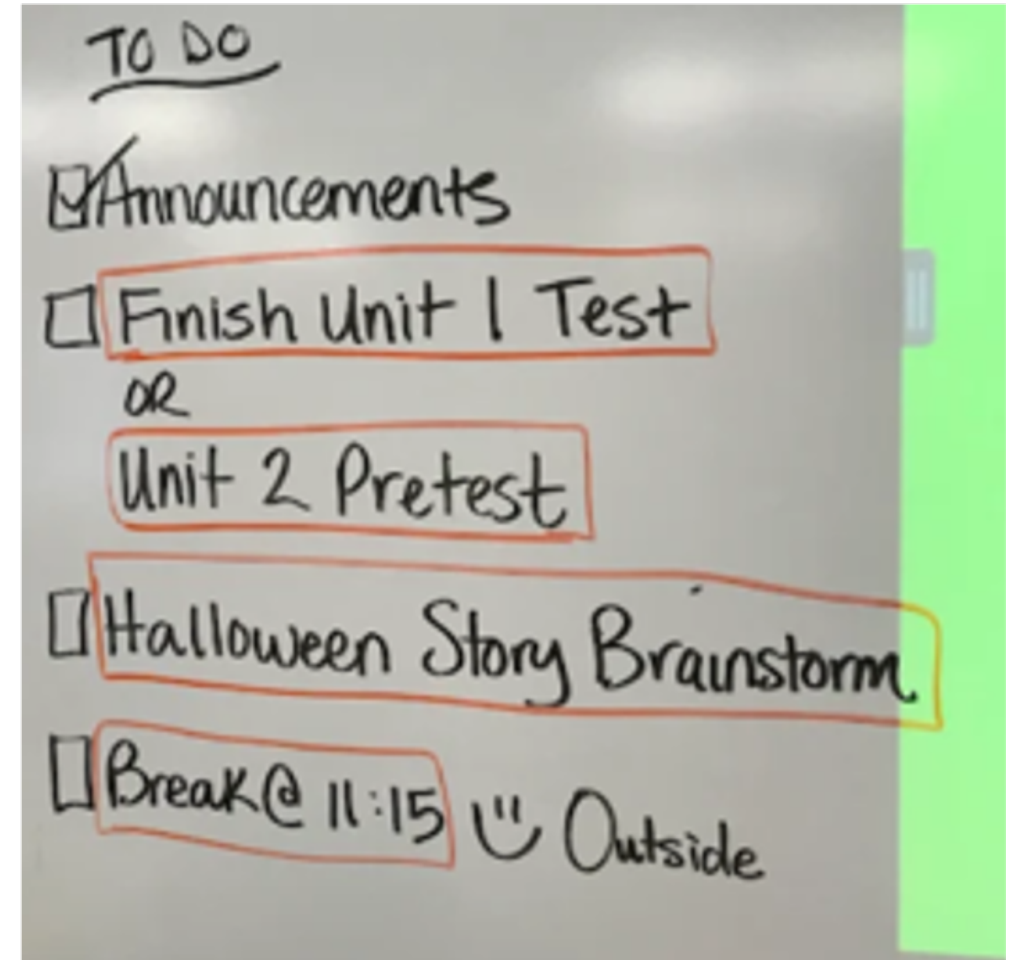 TO DO
Announcements
Finish Unit 1 Test
OR
Unit 2 Pretest
Halloween Story Brainstorm
Break@ 11:15 Outside